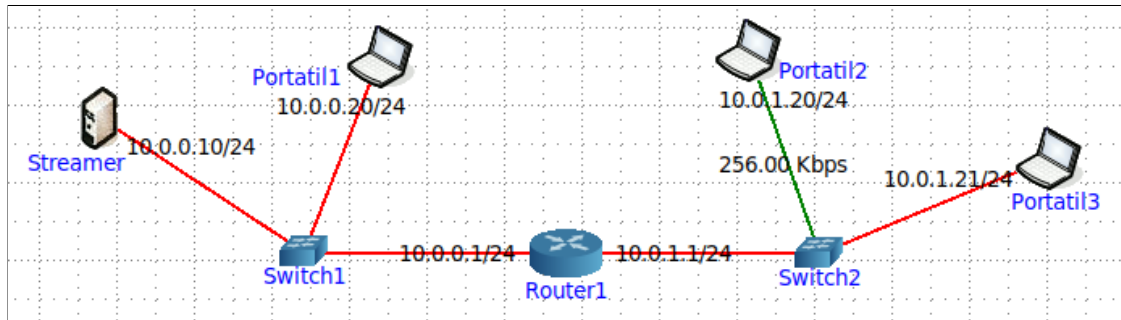 Portatil1
10.0.0.20/24
Portatil2
10.0.1.20/24
10.0.0.10/24
Streamer
256.00 Kbps
10.0.1.21/24
Portatil3
10.0.0.1/24
10.0.1.1/24
Switch1
Router1
Switch2